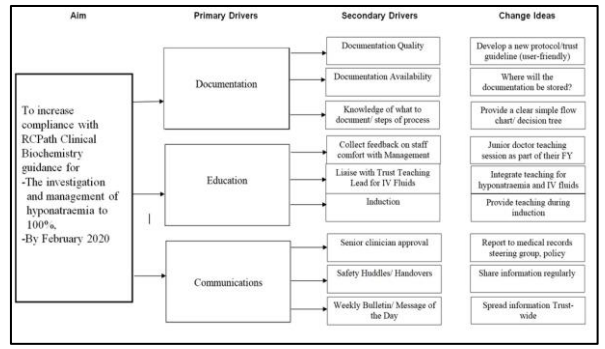 Aim
Primary Drivers
Secondary Drivers
Change Ideas
To increase
compliance with
RCPath Clinical
Biochemistry
guidance for
-The investigation
and management of
hyponatraemia to
100%.
-By February 2020
Documentation
Documentation Quality
Develop a new protocol/trust
guideline (user-friendly)
Documentation Availability
Where will the
documentation be stored?
Knowledge of what to
document/ steps of process
Provide a clear simple flow
chart/ decision tree
Education
Collect feedback on staff
comfort with Management
Junior doctor teaching
session as part of their FY
Liaise with Trust Teaching
Lead for IV Fluids
Integrate teaching for
hyponatraemia and IV fluids
Induction
Provide teaching during
induction
Communications
Senior clinician approval
Report to medical records
steering group, policy
Safety Huddles/ Handovers
Share information regularly
Weekly Bulletin/ Message of
the Day
Spread information Trust-
wide